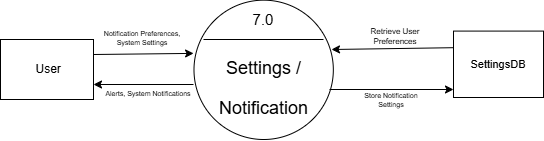 7.0
Notification Preferences,
System Settings
Retrieve User
Preferences
User
Settings /
Notification
SettingsDB
Alerts, System Notifications
Store Notification
Settings